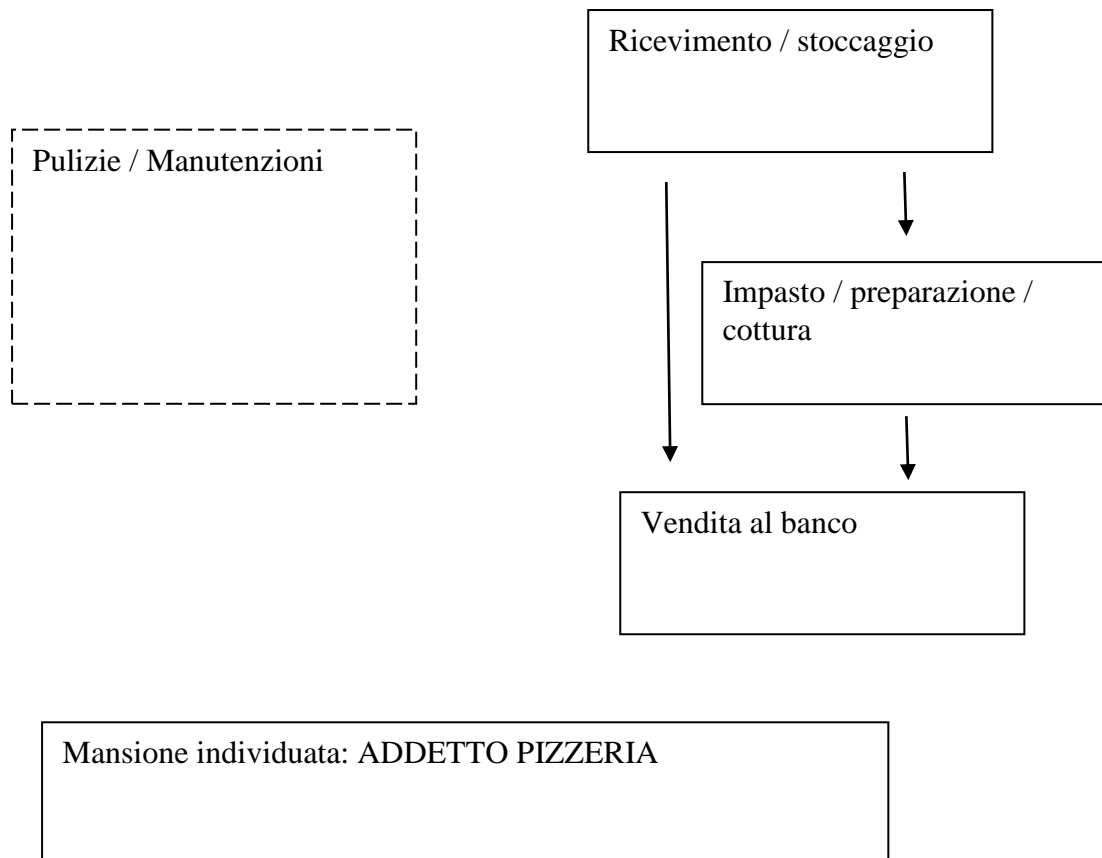 Ricevimento / stoccaggio
Pulizie / Manutenzioni
Impasto / preparazione /
cottura
Vendita al banco
Mansione individuata: ADDETTO PIZZERIA